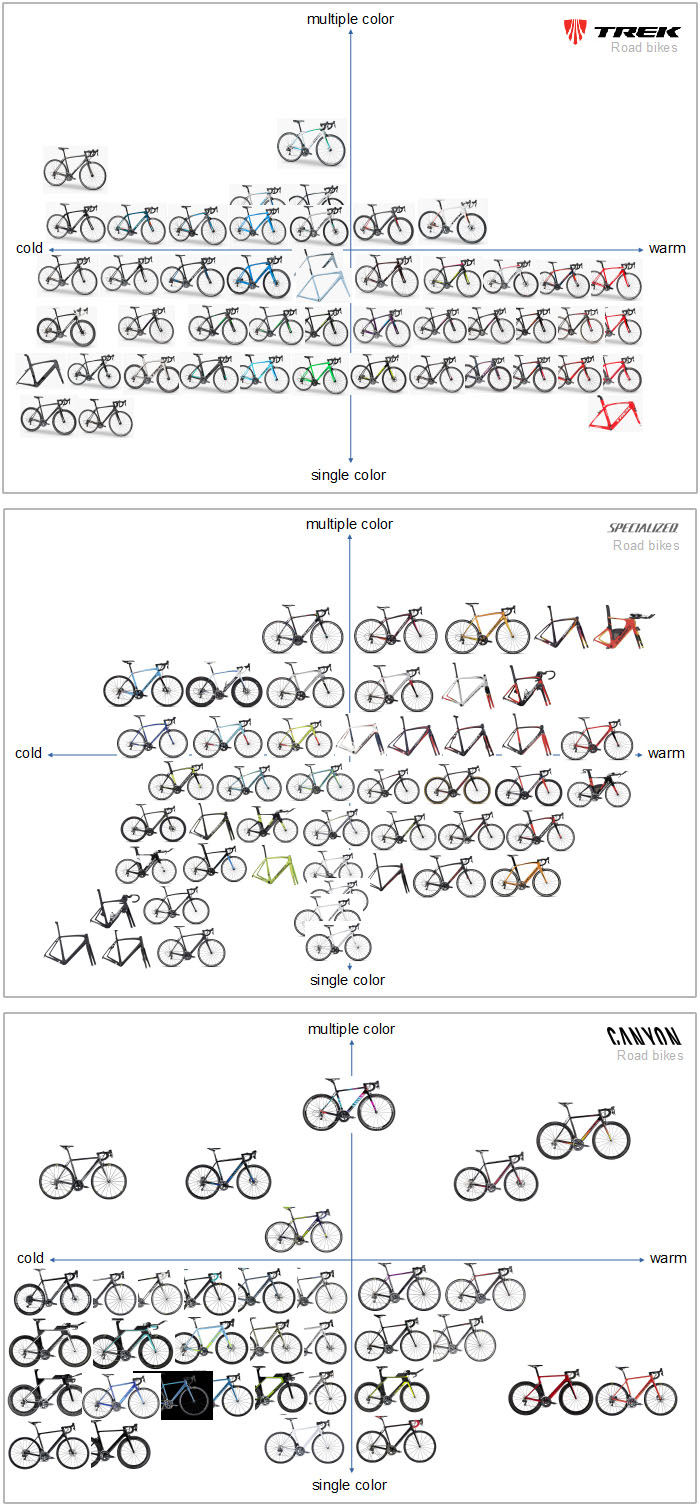 multiple color
TREK
Road bikes
cold
warm
single color
multiple color
SPECIALIZED
Road bikes
cold
warm
single color
multiple color
CANYON
Road bikes
cold
warm
single color